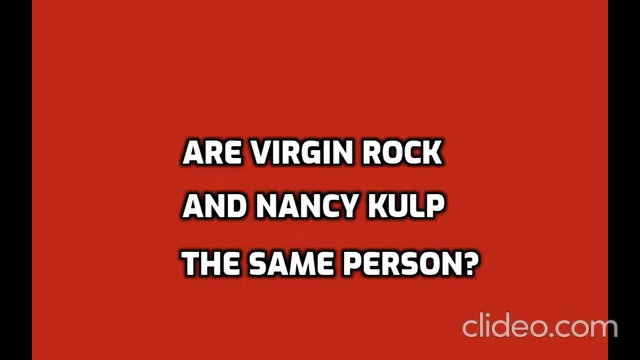 ARE VIRGIN ROCK
AND NANCY KULP
THE SAME PERSON?
clideo.com